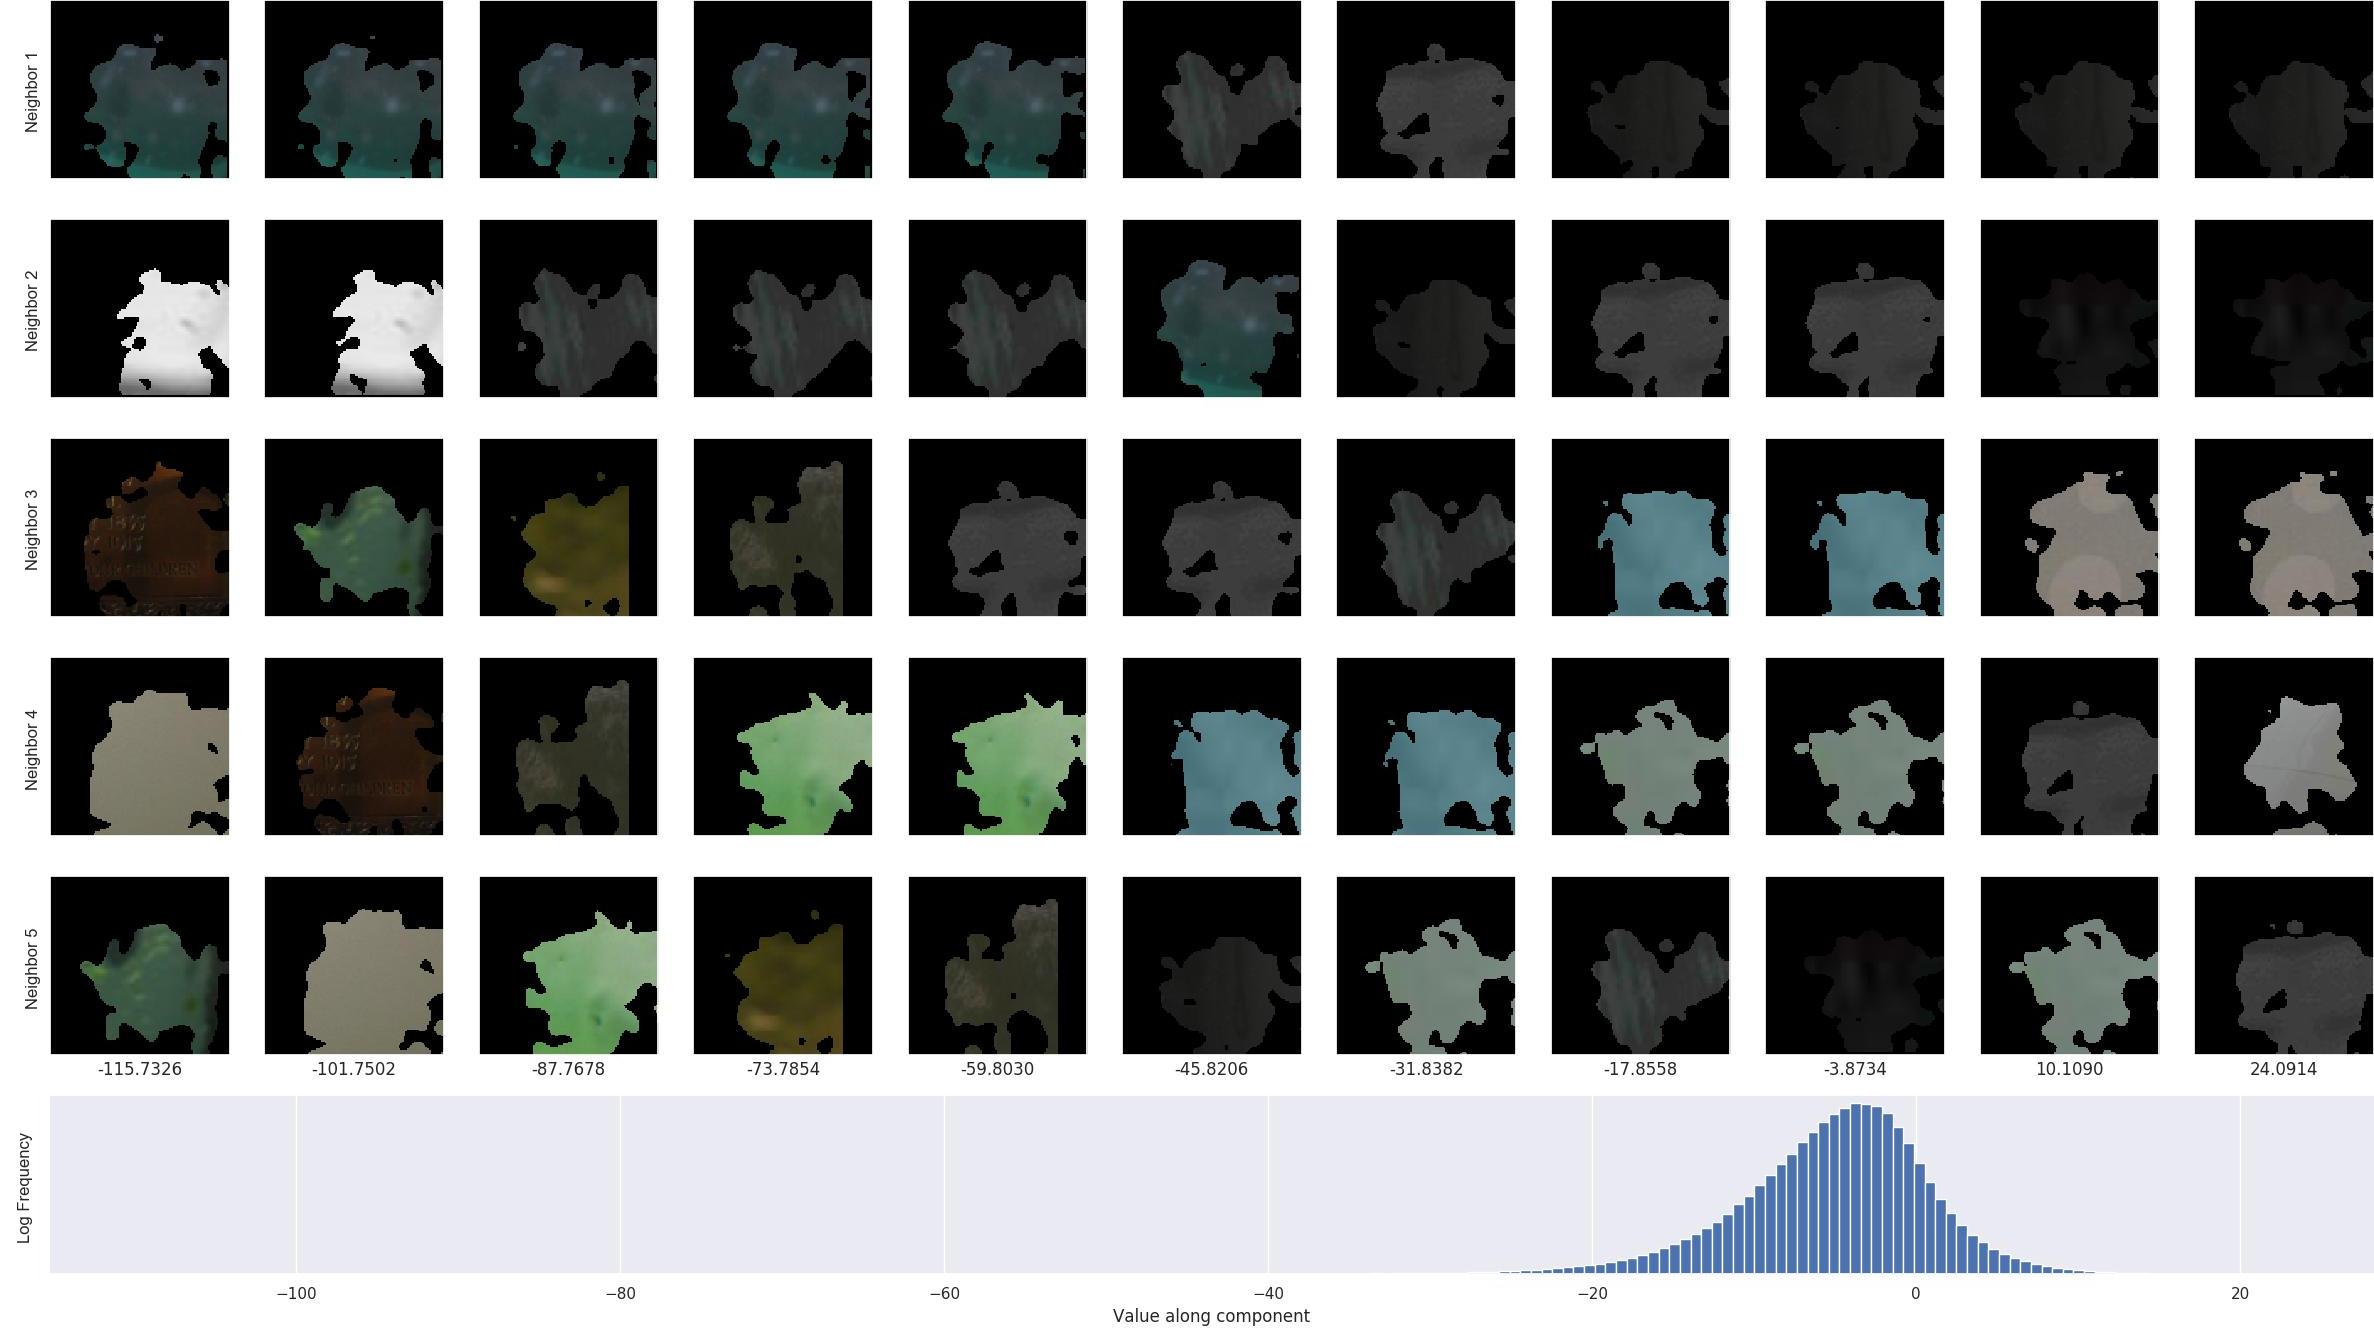 Neighbor 1
Neighbor 2
Neighbor 3
Neighbor 4
Neighbor 5
-115.7326 -101.7502 -87.7678 -73.7854 -59.8030 -45.8206 -31.8382 -17.8558 -3.8734 10.1090 24.0914
Log Frequency
−100 −80 −60 −40 −20 0 20
Value along component